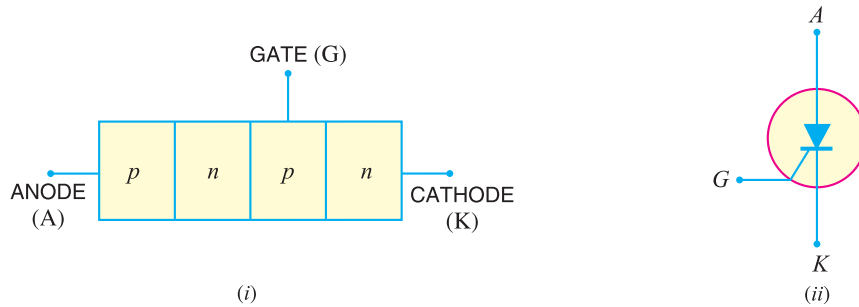 GATE (G)
p n p n
ANODE
(A)
CATHODE
(K)
(i)
A
G
K
(ii)